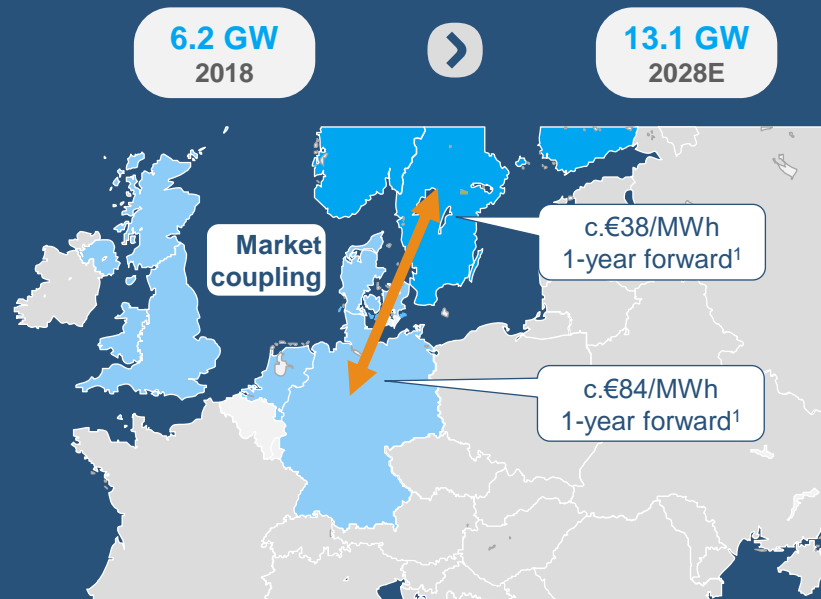 6.2 GW
2018
13.1 GW
2028E
Market
coupling
c.€38/MWh
1-year forward¹
c.€84/MWh
1-year forward¹